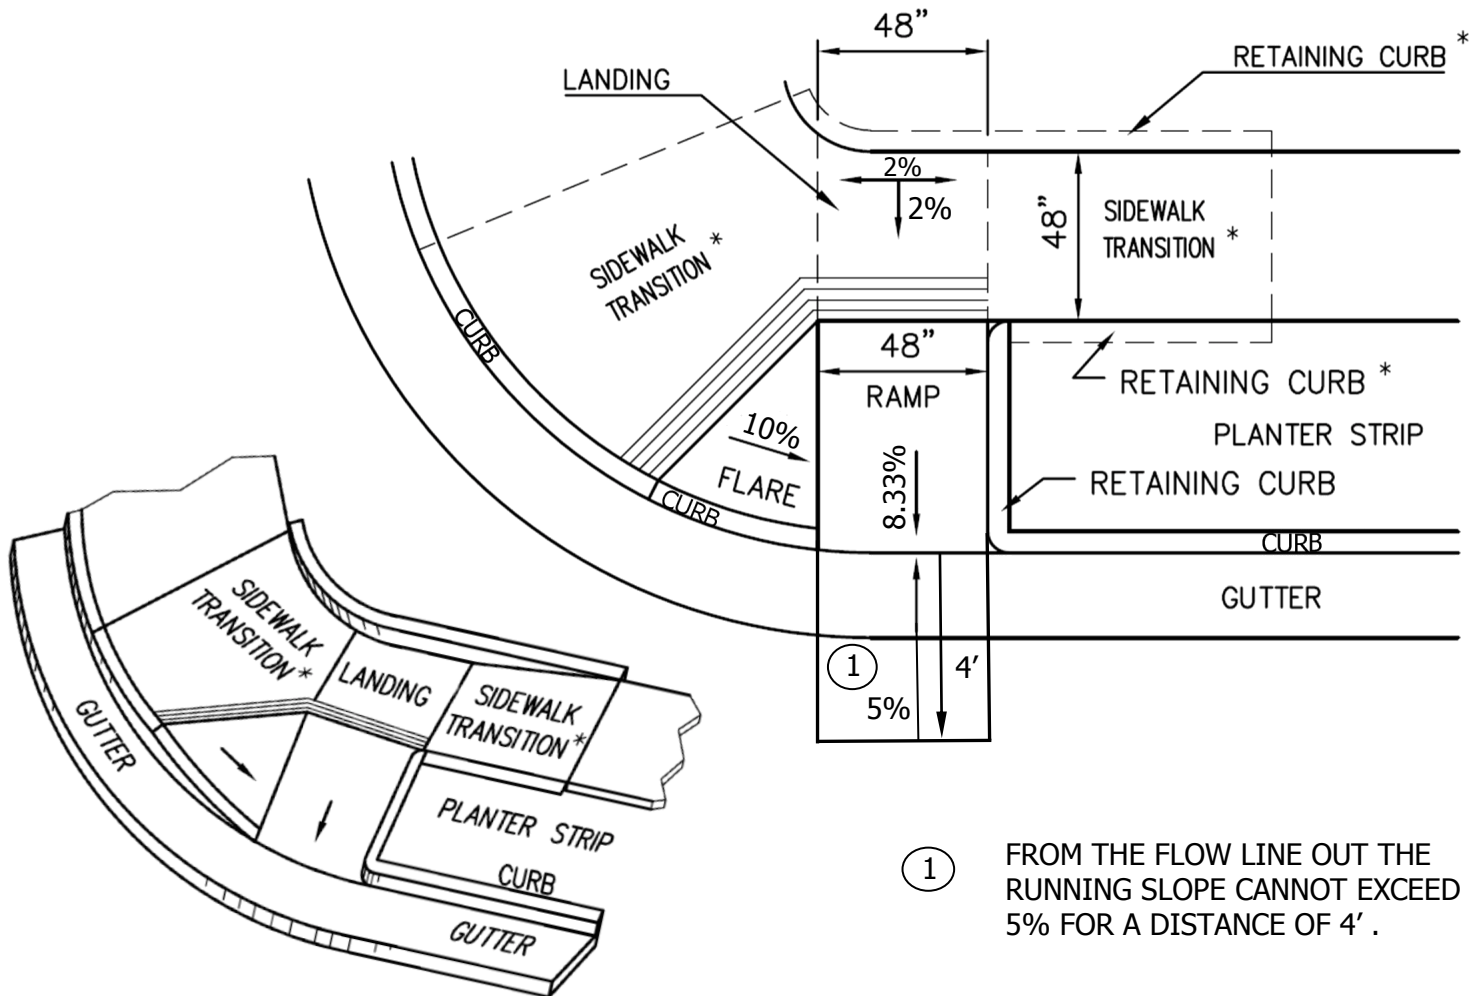 48”
RETAINING CURB *
LANDING
2%
2%
48”
SIDEWALK
TRANSITION *
SIDEWALK
TRANSITION *
CURB
48”
RAMP
RETAINING CURB *
10%
FLARE
8.33%
PLANTER STRIP
RETAINING CURB
CURB
CURB
GUTTER
1
4’
5%
SIDEWALK
TRANSITION *
LANDING
SIDEWALK
TRANSITION *
GUTTER
PLANTER STRIP
CURB
GUTTER
1
FROM THE FLOW LINE OUT THE
RUNNING SLOPE CANNOT EXCEED
5% FOR A DISTANCE OF 4’ .